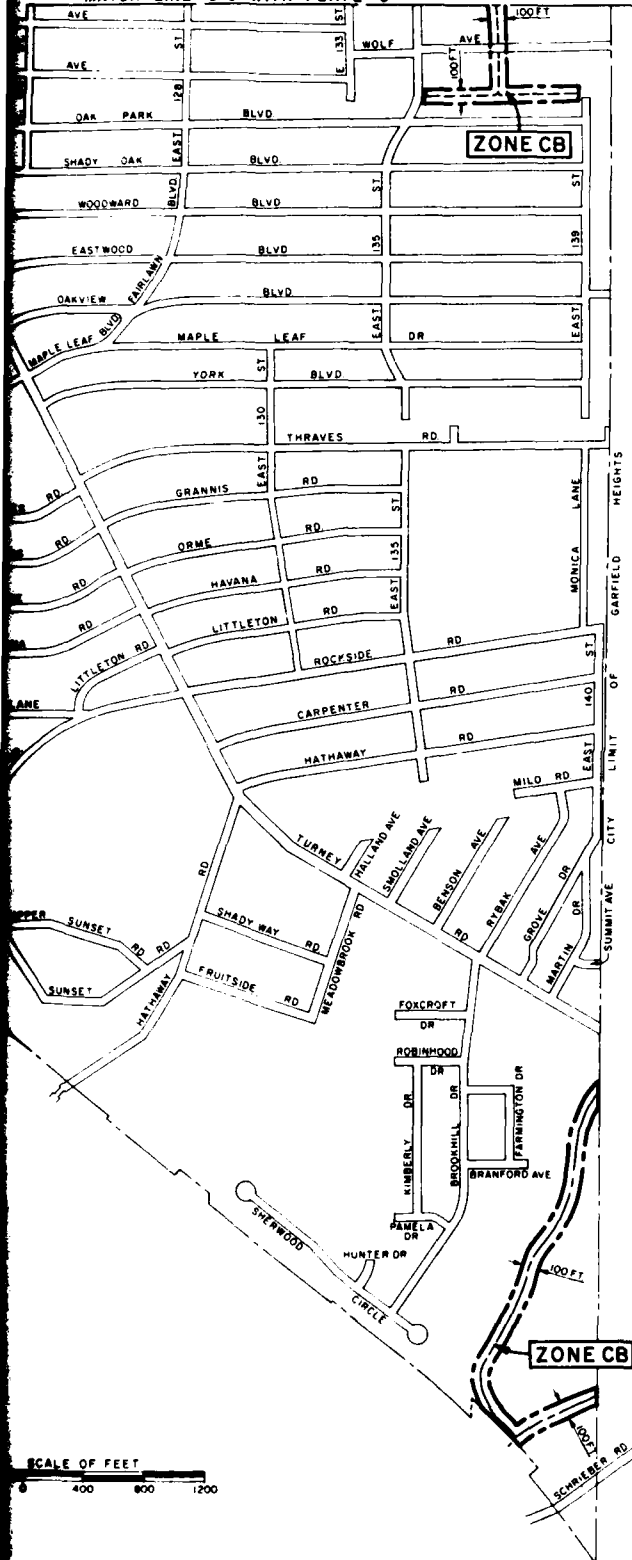 AVE
ST
133
E
WOLF AVE
100 FT
100 FT
AVE
ST
128
ZONE CB
OAK PARK BLVD
EAST
SHADY OAK BLVD
ST
ST
WOODWARD BLVD
BLVD
135
139
EASTWOOD BLVD
FAIRLAWN
OAKVIEW BLVD
EAST
EAST
MAPLE LEAF BLVD
MAPLE LEAF DR
ST
YORK BLVD
130
THRAVES RD
EAST
GRANNIS RD
RD
ST
ORME RD
RD
135
HAVANA RD
RD
EAST
LITTLETON RD
RD
MONICA LANE
LITTLETON RD
ROCKSIDE RD
LANE
CARPENTER RD
ST
140
EAST
HATHAWAY RD
MILO RD
CITY LIMIT OF GARFIELD HEIGHTS
TURNEY RD
HALLAND AVE
SMOLLAND AVE
BENSON AVE
RYBAK AVE
GROVE DR
MARTIN DR
SUMMIT AVE
RD
UPPER SUNSET RD
SHADY WAY RD
MEADOWBROOK RD
SUNSET RD
HATHAWAY
FRUITSIDE RD
FOXCROFT DR
ROBINHOOD DR
KIMBERLY DR
BROOKHILL DR
FARMINGTON DR
BRANFORD AVE
PAMELA DR
SHERWOOD CIRCLE
HUNTER DR
100 FT
ZONE CB
100 FT
SCHRIEBER RD
SCALE OF FEET
0 400 800 1200